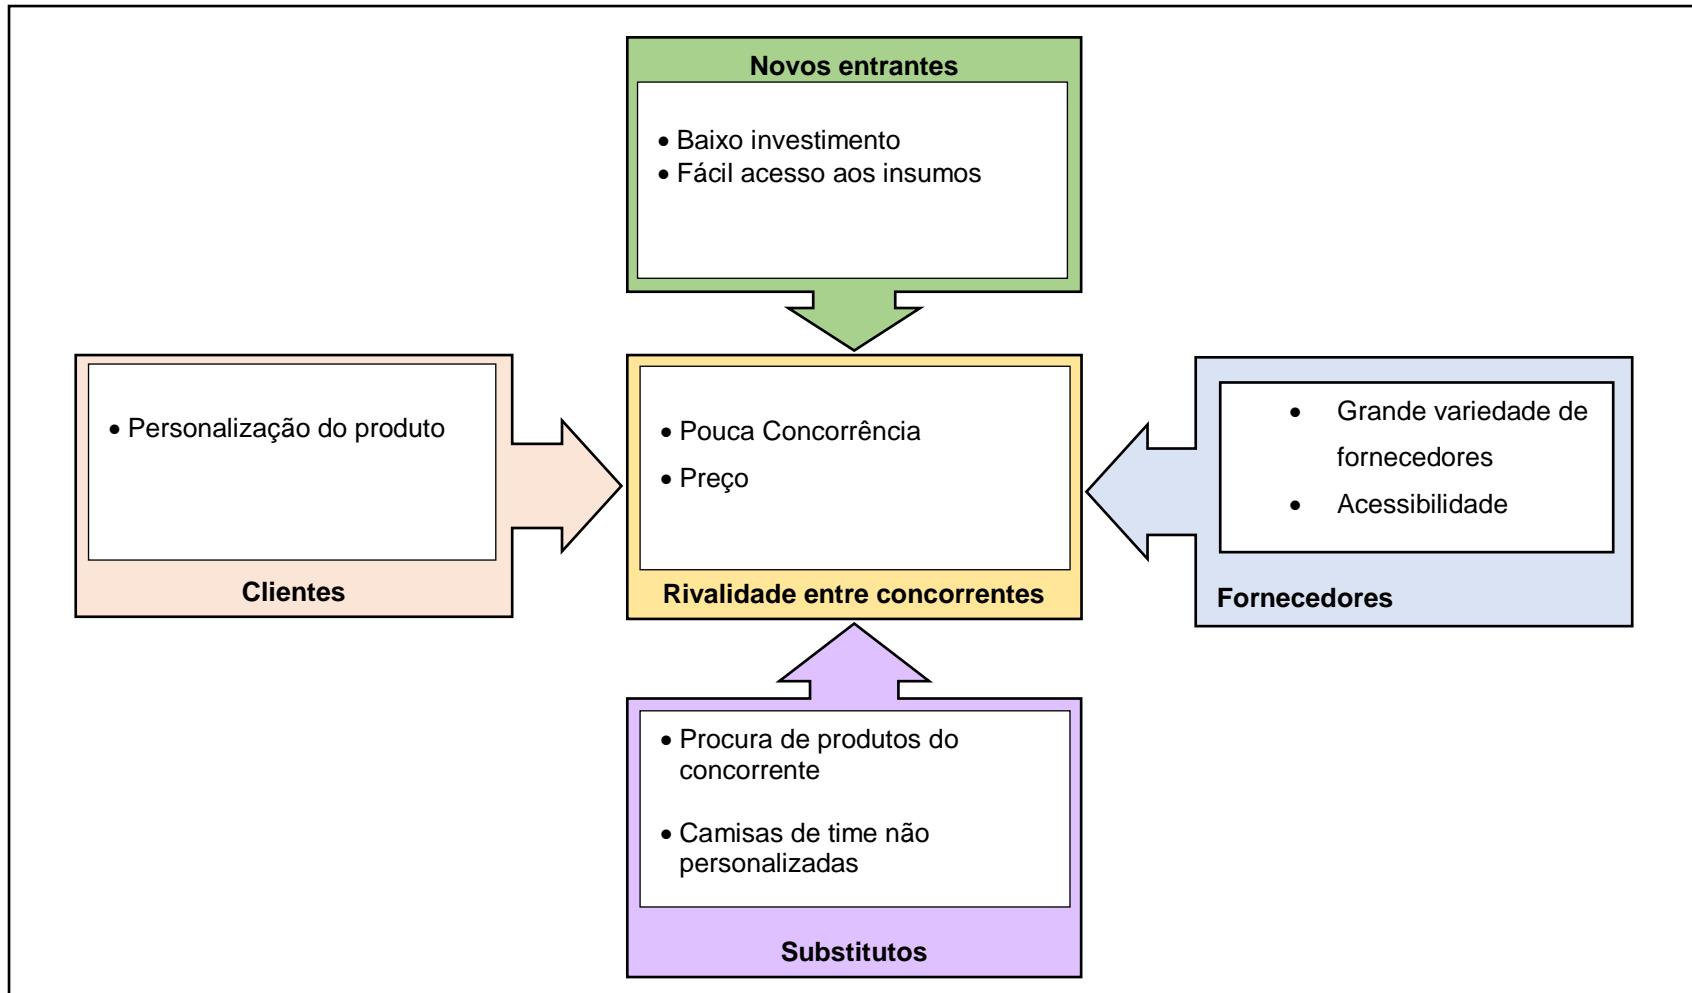 Novos entrantes
• Baixo investimento
• Fácil acesso aos insumos
• Personalização do produto
Clientes
• Pouca Concorrência
• Preço
Rivalidade entre concorrentes
• Grande variedade de
fornecedores
• Acessibilidade
Fornecedores
• Procura de produtos do
concorrente
• Camisas de time não
personalizadas
Substitutos